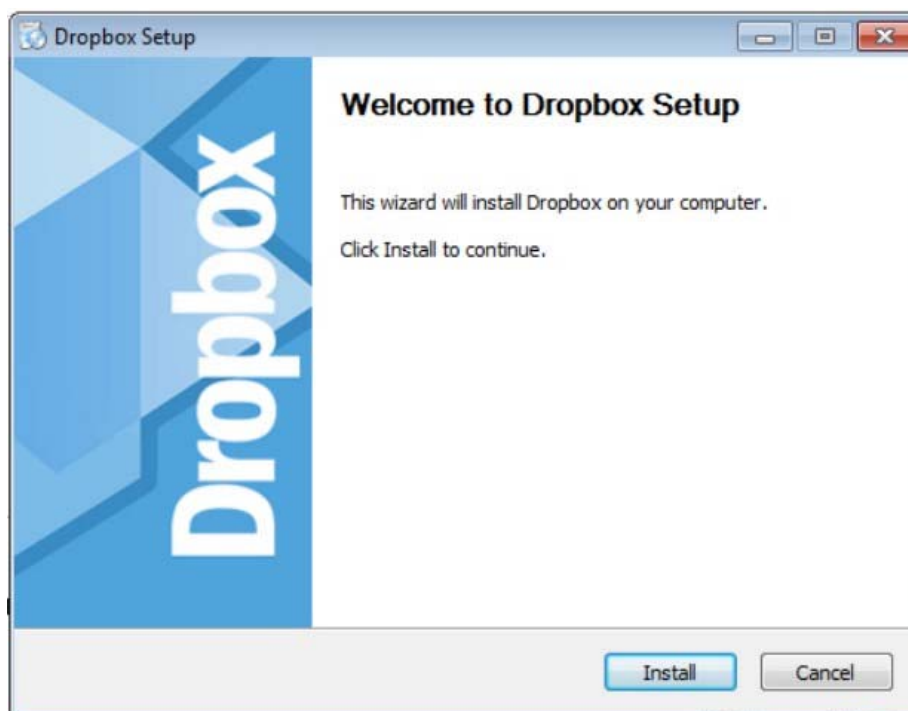 Dropbox Setup
Dropbox
Welcome to Dropbox Setup
This wizard will install Dropbox on your computer.
Click Install to continue.
Install
Cancel